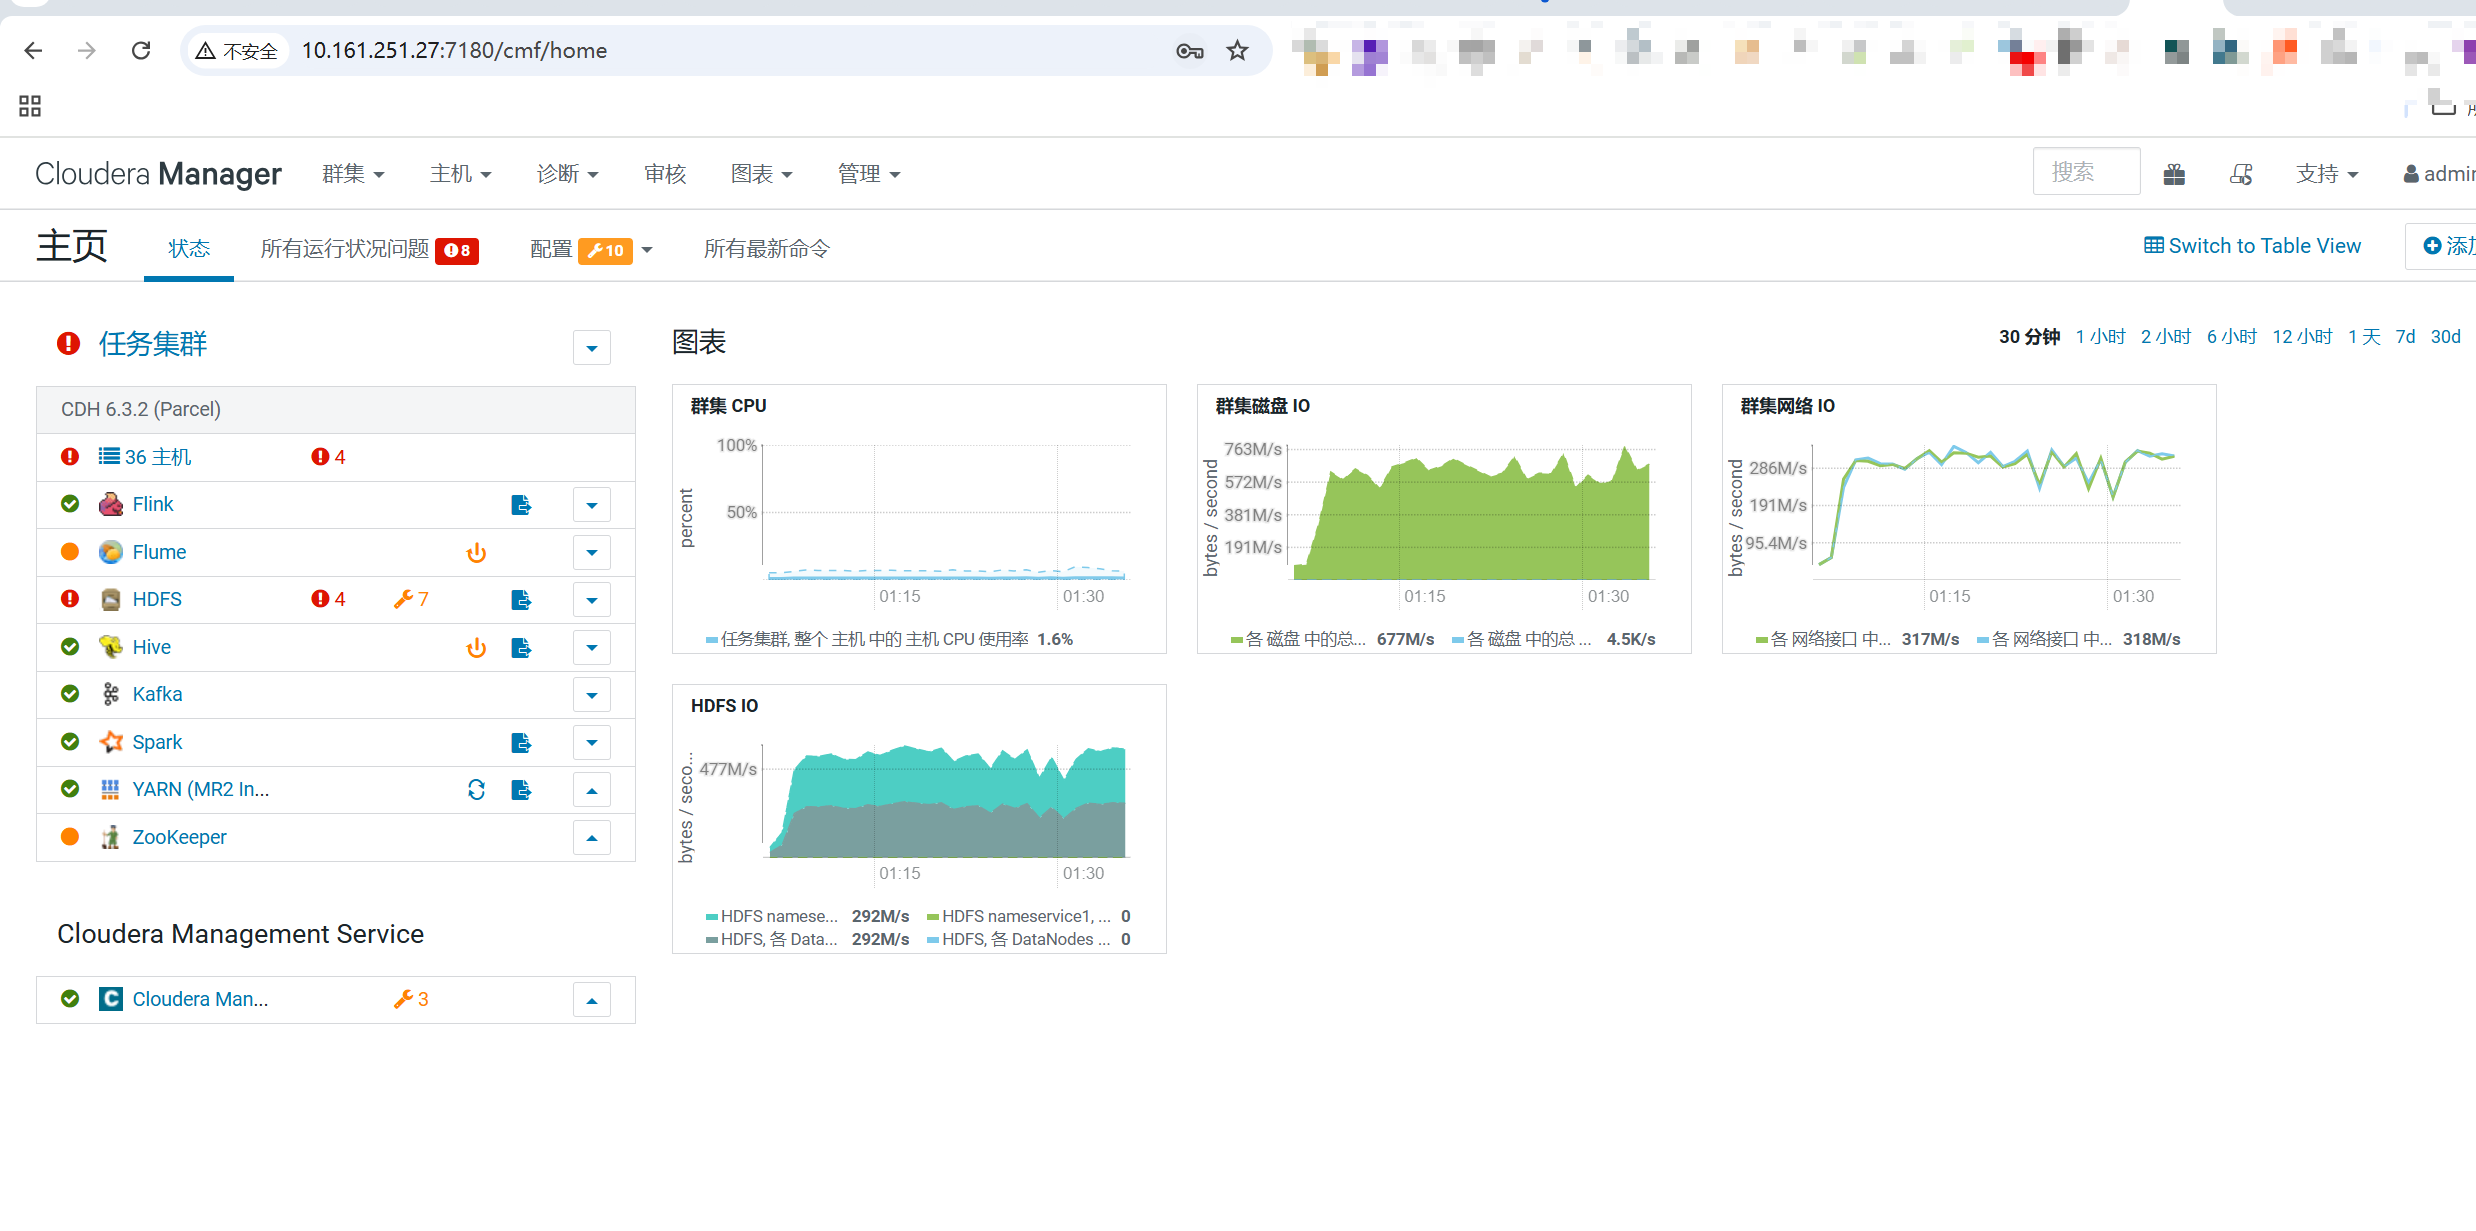 不安全 10.161.251.27:7180/cmf/home
Cloudera Manager 群集 主机 诊断 审核 图表 管理 搜索 支持 admin
主页 状态 所有运行状况问题 8 配置 10 所有最新命令 Switch to Table View 添加
任务集群
CDH 6.3.2 (Parcel)
36 主机 4
Flink
Flume
HDFS 4 7
Hive
Kafka
Spark
YARN (MR2 In...
ZooKeeper
Cloudera Management Service
Cloudera Man... 3
图表
30 分钟 1 小时 2 小时 6 小时 12 小时 1 天 7d 30d
群集 CPU
percent
100%
50%
01:15 01:30
任务集群, 整个 主机 中的 主机 CPU 使用率 1.6%
群集磁盘 IO
bytes / second
763M/s
572M/s
381M/s
191M/s
01:15 01:30
各 磁盘 中的总... 677M/s 各 磁盘 中的总 ... 4.5K/s
群集网络 IO
bytes / second
286M/s
191M/s
95.4M/s
01:15 01:30
各 网络接口 中... 317M/s 各 网络接口 中... 318M/s
HDFS IO
bytes / seco...
477M/s
01:15 01:30
HDFS namese... 292M/s HDFS nameservice1, ... 0
HDFS, 各 Data... 292M/s HDFS, 各 DataNodes ... 0